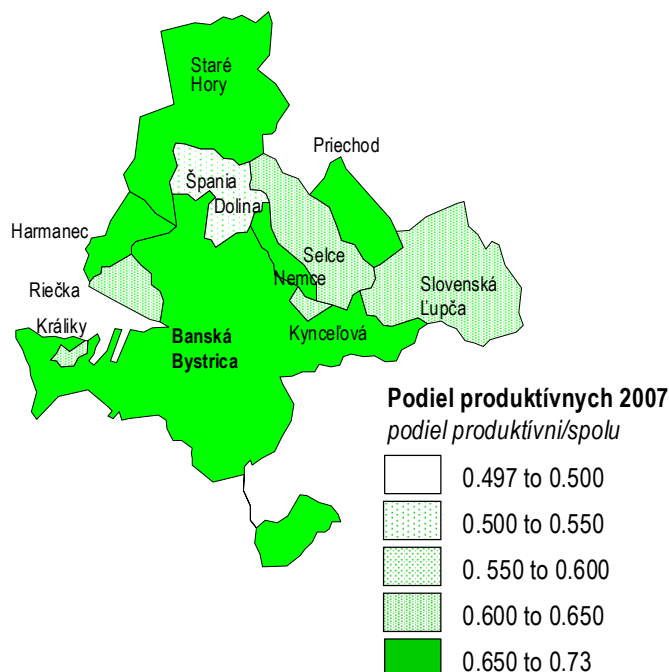 Staré
Hory
Priechod
Špania
Dolina
Harmanec
Selce
Nemce
Slovenská
Ľupča
Riečka
Králiky
Banská
Bystrica
Kynceľová
Podiel produktívnych 2007
podiel produktívni/spolu
0.497 to 0.500
0.500 to 0.550
0. 550 to 0.600
0.600 to 0.650
0.650 to 0.73